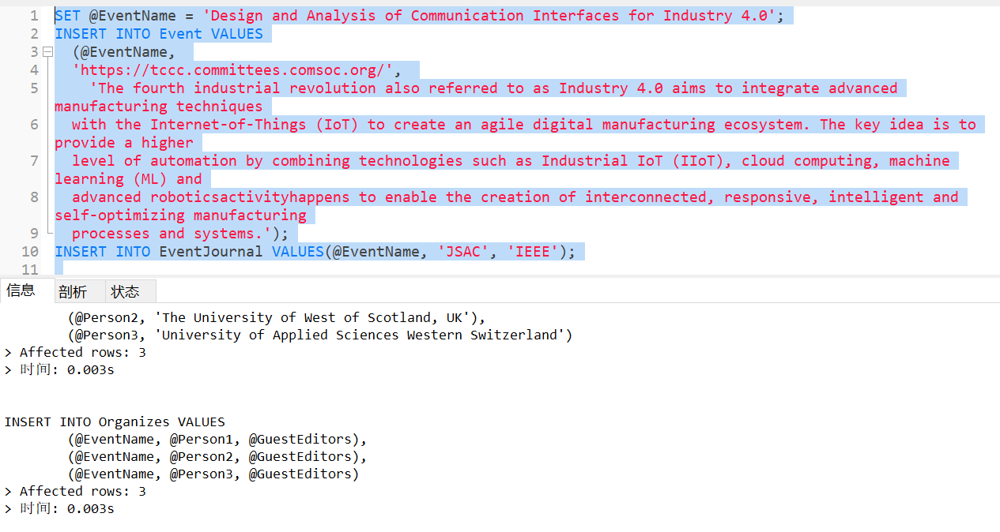 1 SET @EventName = 'Design and Analysis of Communication Interfaces for Industry 4.0';
2 INSERT INTO Event VALUES
3 (@EventName,
4 'https://tccc.committees.comsoc.org/',
5 'The fourth industrial revolution also referred to as Industry 4.0 aims to integrate advanced
manufacturing techniques
6 with the Internet-of-Things (IoT) to create an agile digital manufacturing ecosystem. The key idea is to
provide a higher
7 level of automation by combining technologies such as Industrial IoT (IIoT), cloud computing, machine
learning (ML) and
8 advanced roboticsactivityhappens to enable the creation of interconnected, responsive, intelligent and
self-optimizing manufacturing
9 processes and systems.');
10 INSERT INTO EventJournal VALUES(@EventName, 'JSAC', 'IEEE');
11
信息 剖析 状态
(@Person2, 'The University of West of Scotland, UK'),
(@Person3, 'University of Applied Sciences Western Switzerland')
> Affected rows: 3
> 时间: 0.003s
INSERT INTO Organizes VALUES
(@EventName, @Person1, @GuestEditors),
(@EventName, @Person2, @GuestEditors),
(@EventName, @Person3, @GuestEditors)
> Affected rows: 3
> 时间: 0.003s